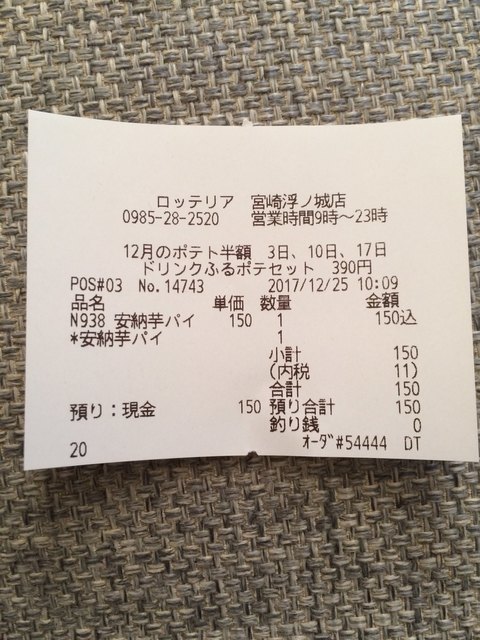 ロッテリア 宮崎浮ノ城店
0985-28-2520 営業時間9時〜23時
12月のポテト半額 3日、10日、17日
ドリンクふるポテセット 390円
POS#03 No.14743 2017/12/25 10:09
品名 単価 数量 金額
N938 安納芋パイ 150 1 150込
*安納芋パイ 1
小計 150
(内税 11)
合計 150
預り:現金 150 預り合計 150
釣り銭 0
オーダ#54444 DT
20